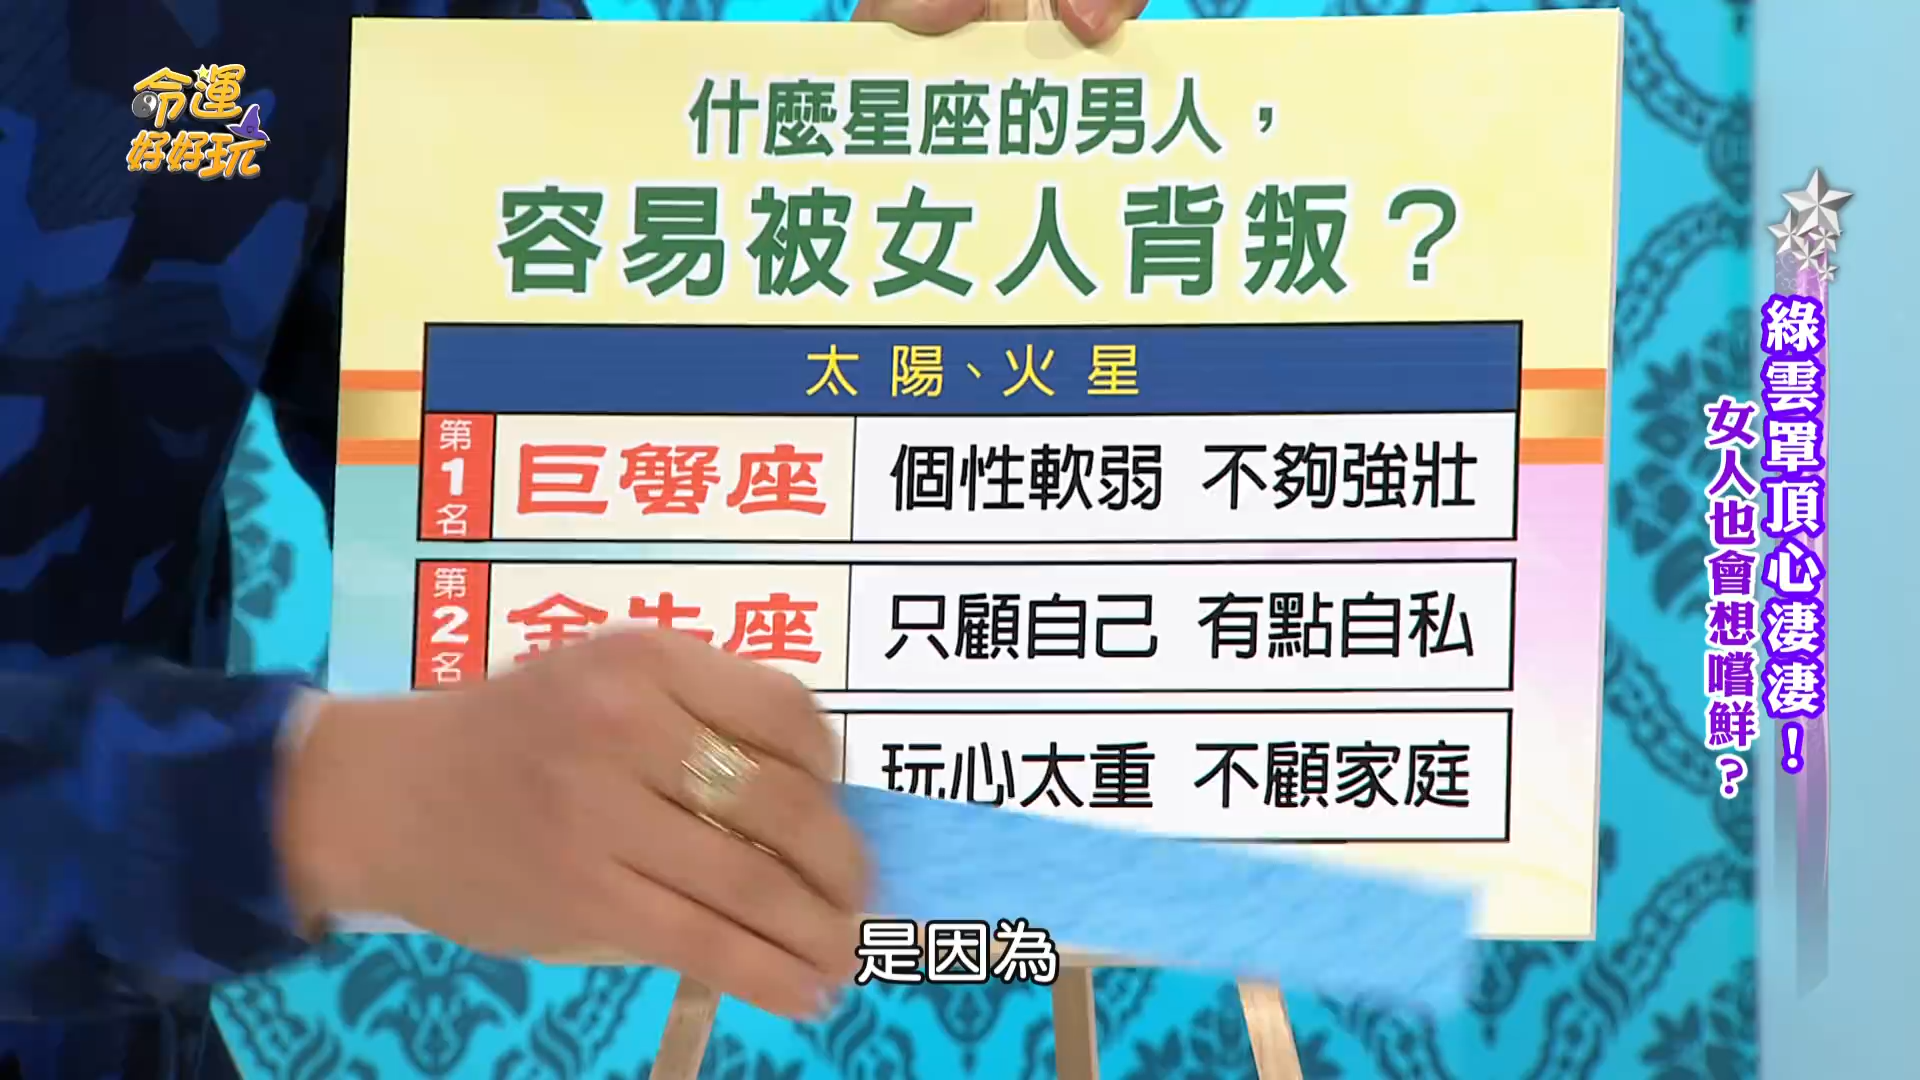 命運
好好玩
什麼星座的男人，
容易被女人背叛？
太陽、火星
第1名 巨蟹座 個性軟弱 不夠強壯
第2名 金牛座 只顧自己 有點自私
玩心太重 不顧家庭
綠雲罩頂心淒淒！
女人也會想嚐鮮？
是因為